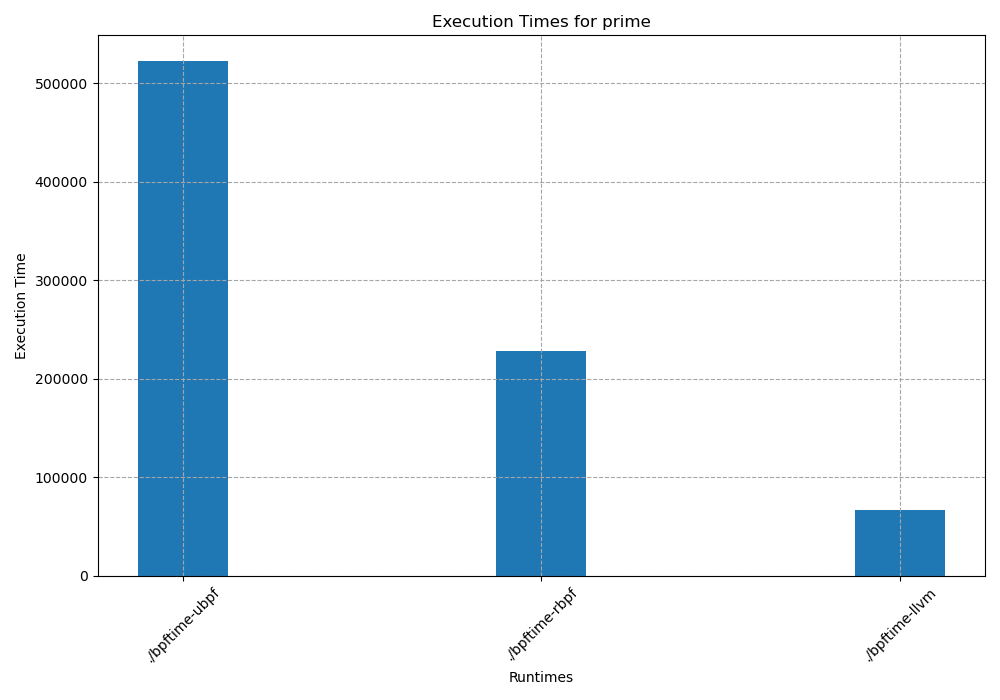 Execution Times for prime
Execution Time
500000
400000
300000
200000
100000
0
./bpftime-ubpf
./bpftime-rbpf
./bpftime-llvm
Runtimes